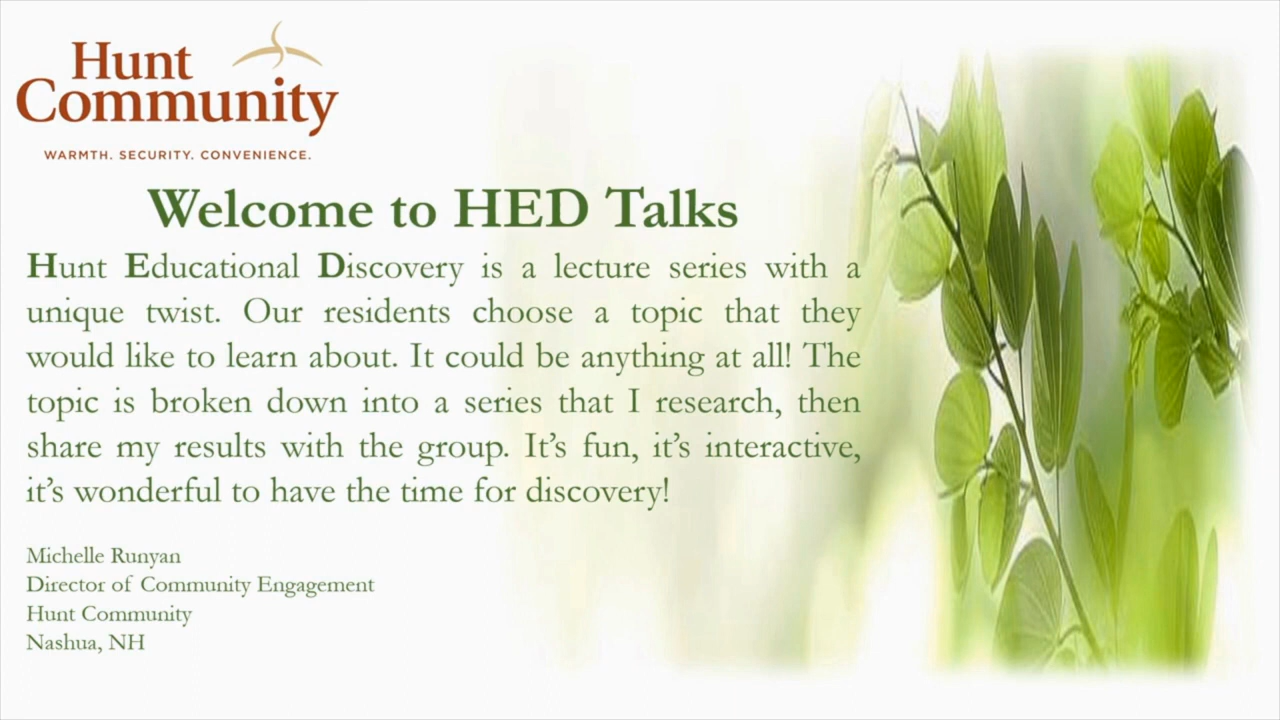 Hunt
Community
WARMTH. SECURITY. CONVENIENCE.
Welcome to HED Talks
Hunt Educational Discovery is a lecture series with a
unique twist. Our residents choose a topic that they
would like to learn about. It could be anything at all! The
topic is broken down into a series that I research, then
share my results with the group. It’s fun, it’s interactive,
it’s wonderful to have the time for discovery!
Michelle Runyan
Director of Community Engagement
Hunt Community
Nashua, NH